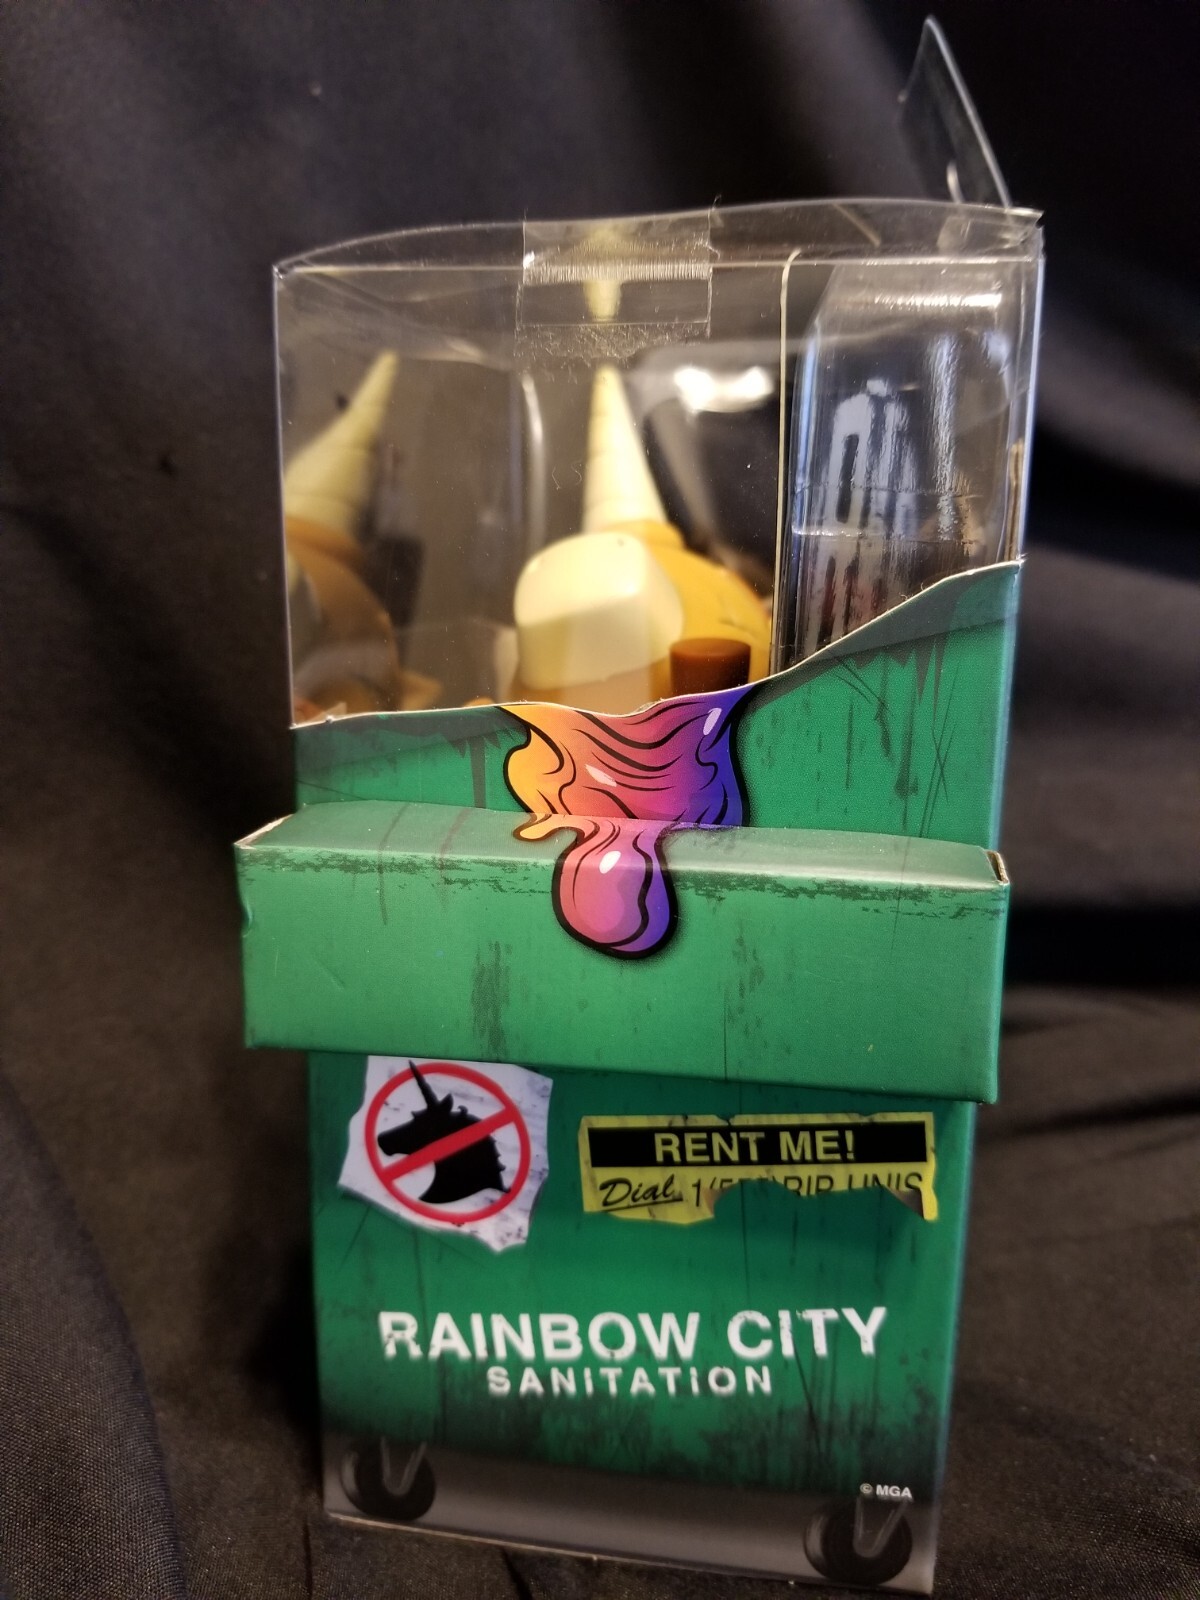 RENT ME!
Dial
RAINBOW CITY
SANITATION
© MGA